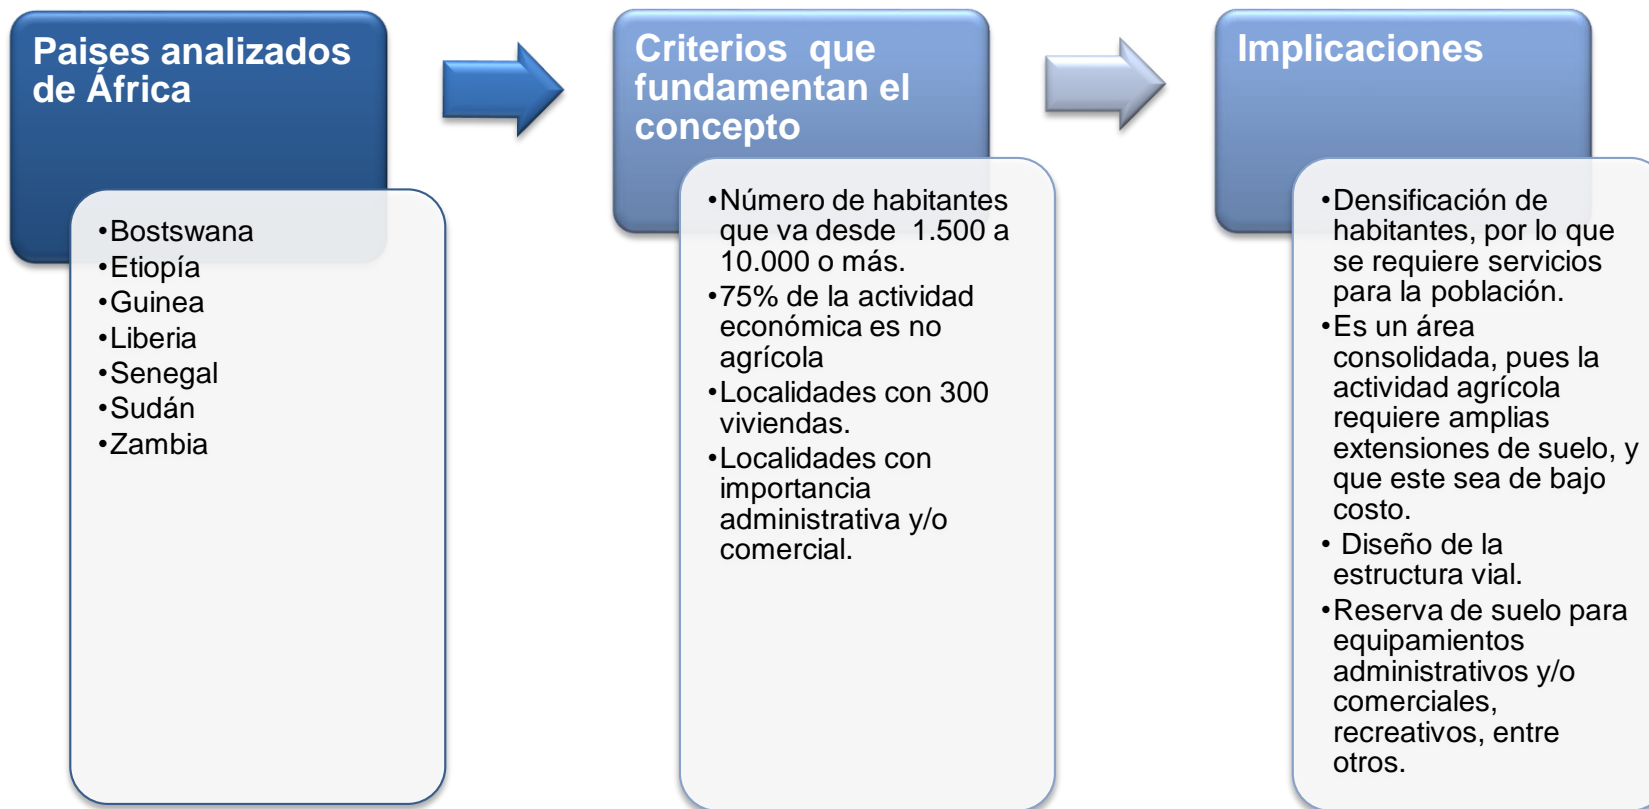 Paises analizados
de África
•Bostswana
•Etiopía
•Guinea
•Liberia
•Senegal
•Sudán
•Zambia
Criterios que
fundamentan el
concepto
•Número de habitantes
que va desde 1.500 a
10.000 o más.
•75% de la actividad
económica es no
agrícola
•Localidades con 300
viviendas.
•Localidades con
importancia
administrativa y/o
comercial.
Implicaciones
•Densificación de
habitantes, por lo que
se requiere servicios
para la población.
•Es un área
consolidada, pues la
actividad agrícola
requiere amplias
extensiones de suelo, y
que este sea de bajo
costo.
• Diseño de la
estructura vial.
•Reserva de suelo para
equipamientos
administrativos y/o
comerciales,
recreativos, entre
otros.